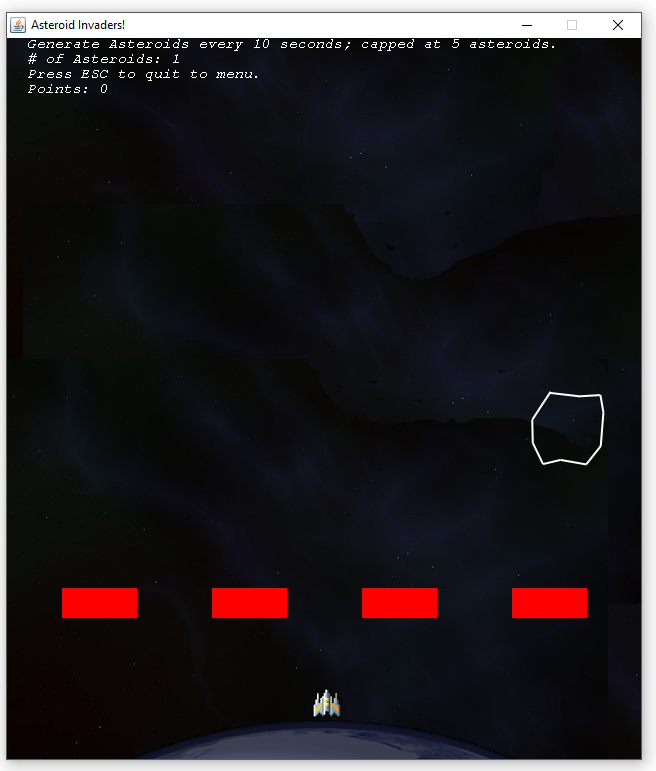 Asteroid Invaders!
Generate Asteroids every 10 seconds; capped at 5 asteroids.
# of Asteroids: 1
Press ESC to quit to menu.
Points: 0